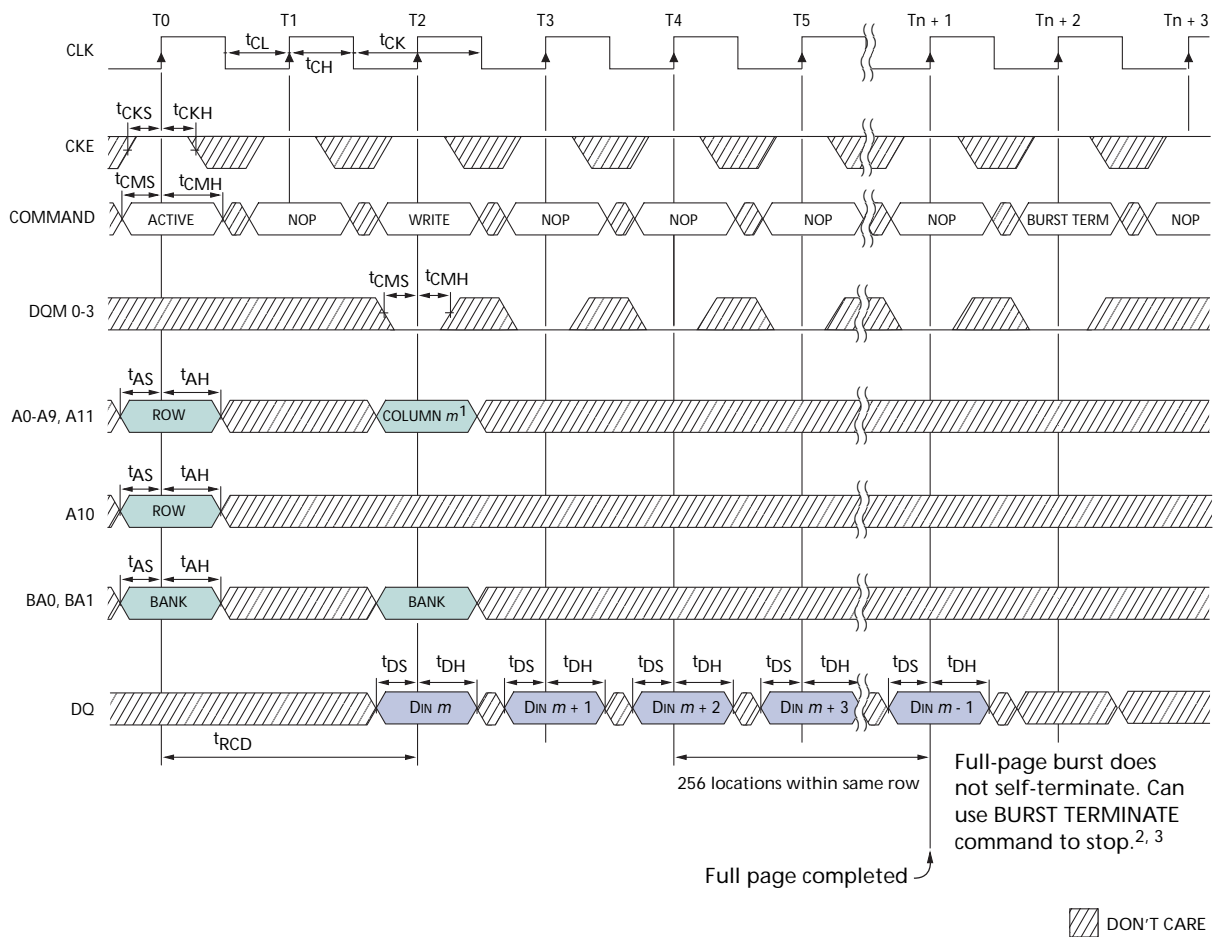 T0 T1 T2 T3 T4 T5 Tn + 1 Tn + 2 Tn + 3
CLK
tCL tCK
tCH
tCKS tCKH
CKE
tCMS tCMH
COMMAND ACTIVE NOP WRITE NOP NOP NOP NOP BURST TERM NOP
tCMS tCMH
DQM 0-3
tAS tAH
A0-A9, A11 ROW COLUMN m1
tAS tAH
A10 ROW
tAS tAH
BA0, BA1 BANK BANK
tDS tDH tDS tDH tDS tDH tDS tDH tDS tDH
DQ DIN m DIN m + 1 DIN m + 2 DIN m + 3 DIN m - 1
tRCD
256 locations within same row
Full-page burst does
not self-terminate. Can
use BURST TERMINATE
command to stop.2, 3
Full page completed
DON'T CARE